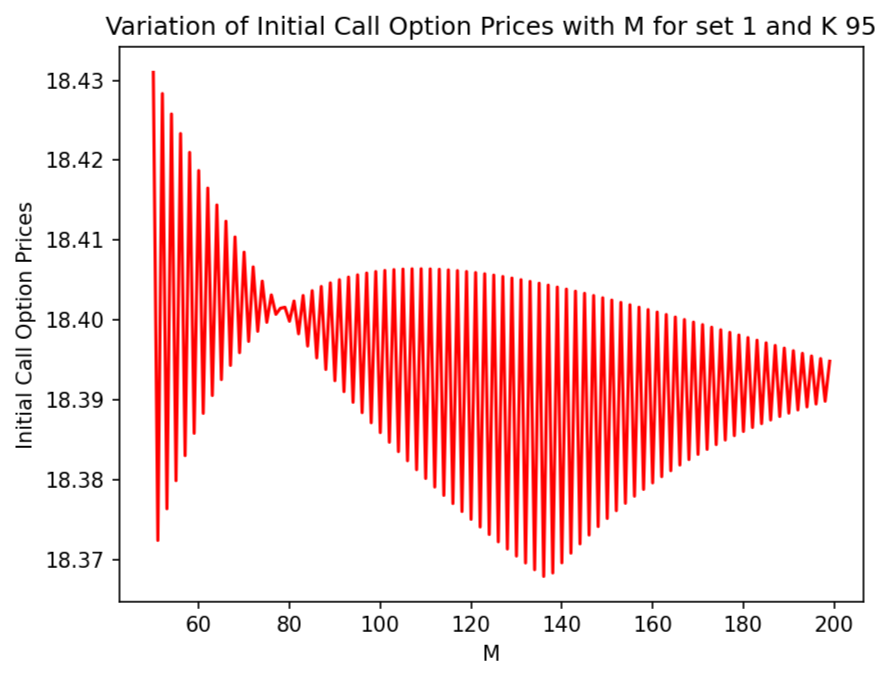 Variation of Initial Call Option Prices with M for set 1 and K 95
Initial Call Option Prices
18.43
18.42
18.41
18.40
18.39
18.38
18.37
60 80 100 120 140 160 180 200
M